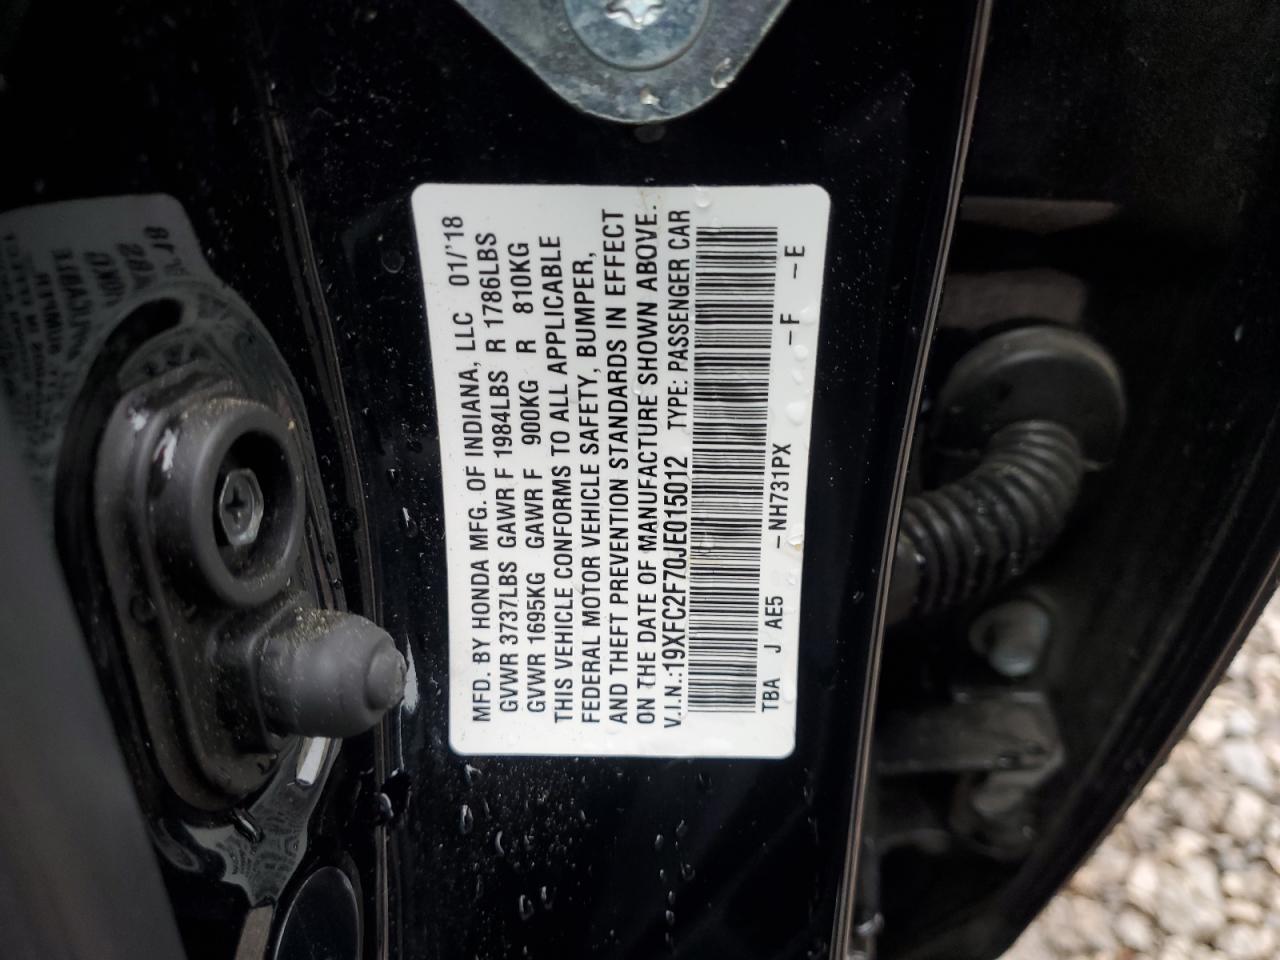 MFD. BY HONDA MFG. OF INDIANA, LLC 01/'18
GVWR 3737LBS GAWR F 1984LBS R 1786LBS
GVWR 1695KG GAWR F 900KG R 810KG
THIS VEHICLE CONFORMS TO ALL APPLICABLE
FEDERAL MOTOR VEHICLE SAFETY, BUMPER,
AND THEFT PREVENTION STANDARDS IN EFFECT
ON THE DATE OF MANUFACTURE SHOWN ABOVE.
V.I.N.:19XFC2F70JE015012 TYPE: PASSENGER CAR
TBA J AE5 –NH731PX –F –E